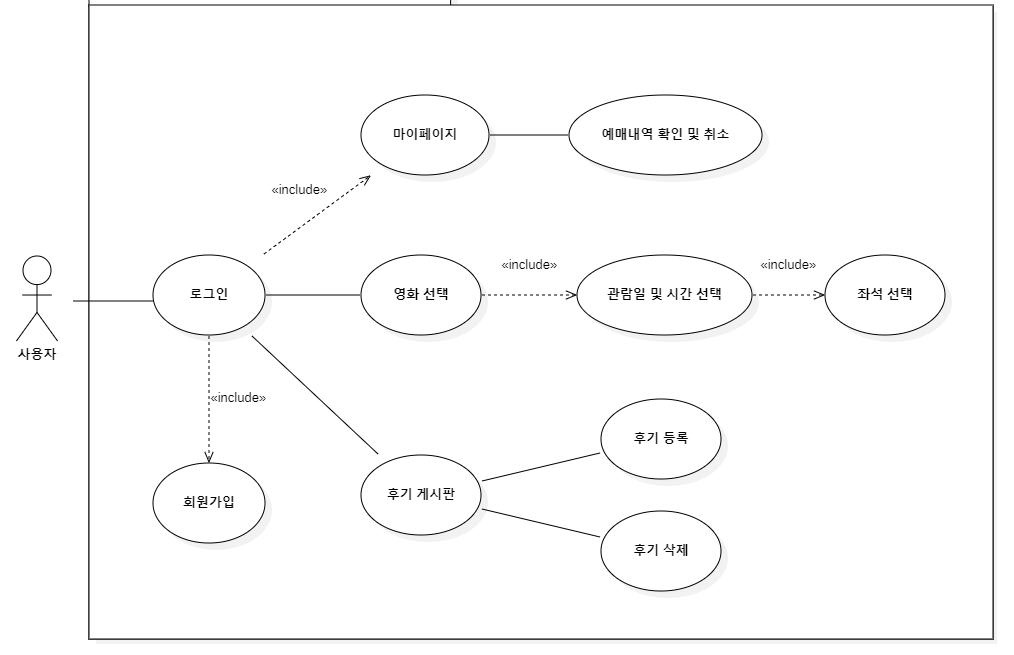 마이페이지
예매내역 확인 및 취소
«include»
«include»
«include»
로그인
영화 선택
관람일 및 시간 선택
좌석 선택
사용자
«include»
후기 등록
후기 게시판
회원가입
후기 삭제